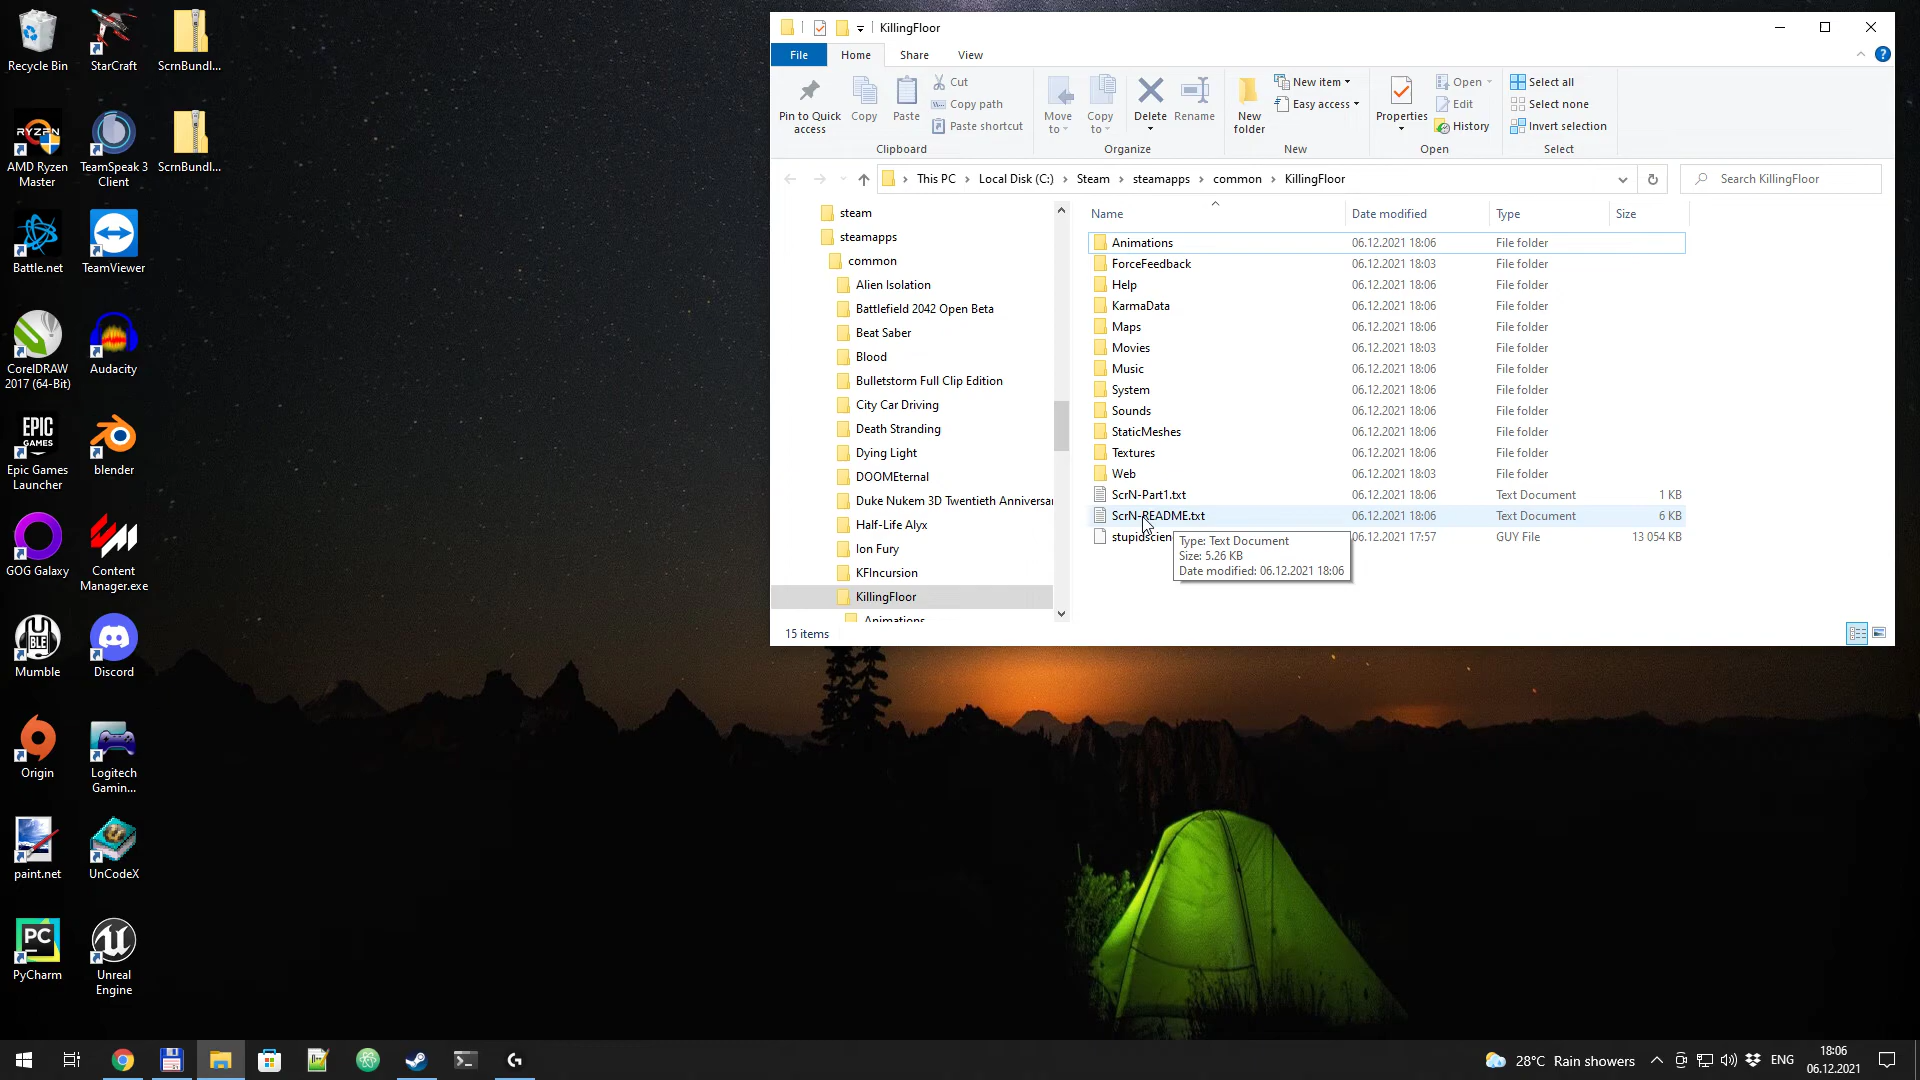 Recycle Bin
StarCraft
ScrnBundl...
AMD Ryzen
Master
TeamSpeak 3
Client
ScrnBundl...
Battle.net
TeamViewer
CorelDRAW
2017 (64-Bit)
Audacity
Epic Games
Launcher
blender
GOG Galaxy
Content
Manager.exe
Mumble
Discord
Origin
Logitech
Gamin...
paint.net
UnCodeX
PyCharm
Unreal
Engine
RYZEN
EPIC
GAMES
BLE
PC
KillingFloor
File
Home
Share
View
Pin to Quick
access
Copy
Paste
Cut
Copy path
Paste shortcut
Clipboard
Move
to
Copy
to
Delete
Rename
Organize
New
folder
New item
Easy access
New
Properties
Open
Edit
History
Open
Select all
Select none
Invert selection
Select
This PC
Local Disk (C:)
Steam
steamapps
common
KillingFloor
Search KillingFloor
steam
steamapps
common
Alien Isolation
Battlefield 2042 Open Beta
Beat Saber
Blood
Bulletstorm Full Clip Edition
City Car Driving
Death Stranding
Dying Light
DOOMEternal
Duke Nukem 3D Twentieth Anniversar
Half-Life Alyx
Ion Fury
KFIncursion
KillingFloor
Animations
Name Date modified Type Size
Animations 06.12.2021 18:06 File folder
ForceFeedback 06.12.2021 18:03 File folder
Help 06.12.2021 18:06 File folder
KarmaData 06.12.2021 18:06 File folder
Maps 06.12.2021 18:06 File folder
Movies 06.12.2021 18:03 File folder
Music 06.12.2021 18:06 File folder
System 06.12.2021 18:06 File folder
Sounds 06.12.2021 18:06 File folder
StaticMeshes 06.12.2021 18:06 File folder
Textures 06.12.2021 18:06 File folder
Web 06.12.2021 18:03 File folder
ScrN-Part1.txt 06.12.2021 18:06 Text Document 1 KB
ScrN-README.txt 06.12.2021 18:06 Text Document 6 KB
stupidscien 06.12.2021 17:57 GUY File 13 054 KB
Type: Text Document
Size: 5.26 KB
Date modified: 06.12.2021 18:06
15 items
28°C Rain showers
ENG
18:06
06.12.2021